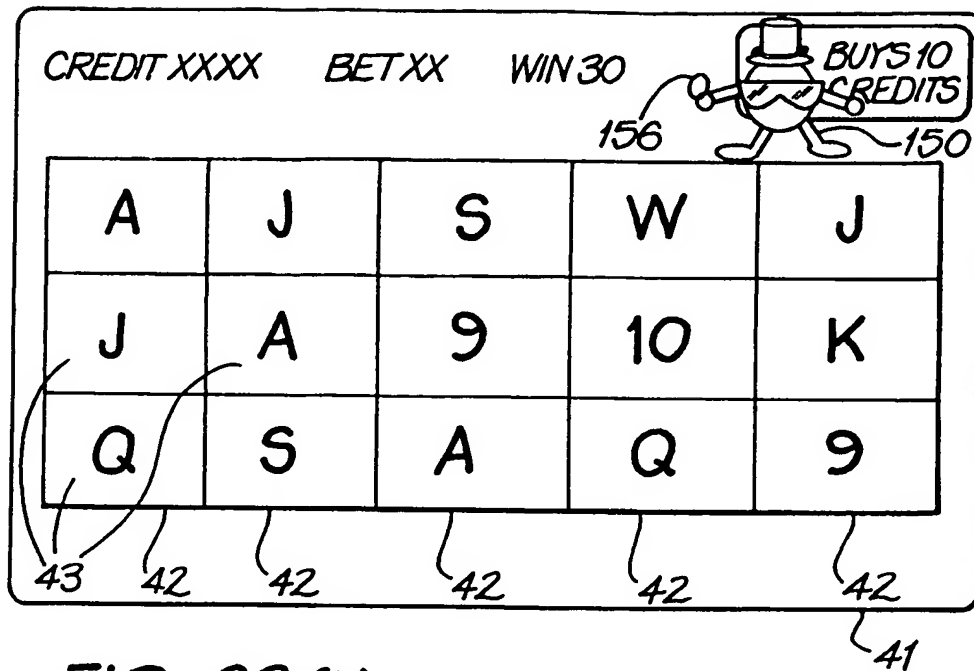 CREDIT XXXX BET XX WIN 30 BUYS 10
CREDITS
156 150
A J S W J
J A 9 10 K
Q S A Q 9
43 42 42 42 42 42
41